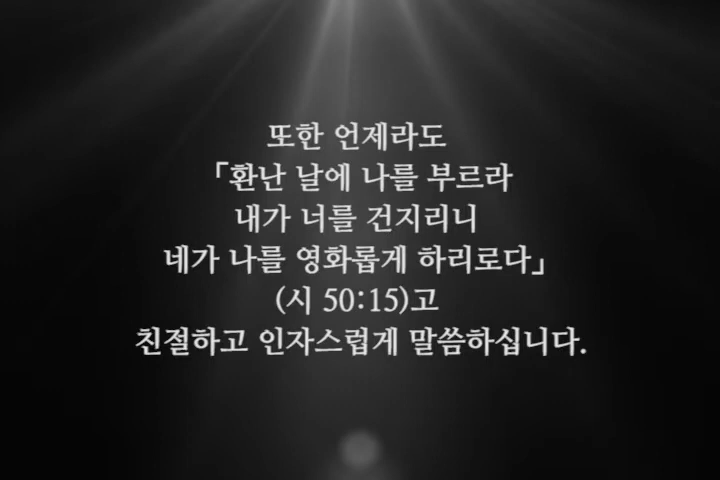 또한 언제라도
「환난 날에 나를 부르라
내가 너를 건지리니
네가 나를 영화롭게 하리로다」
(시 50:15)고
친절하고 인자스럽게 말씀하십니다.